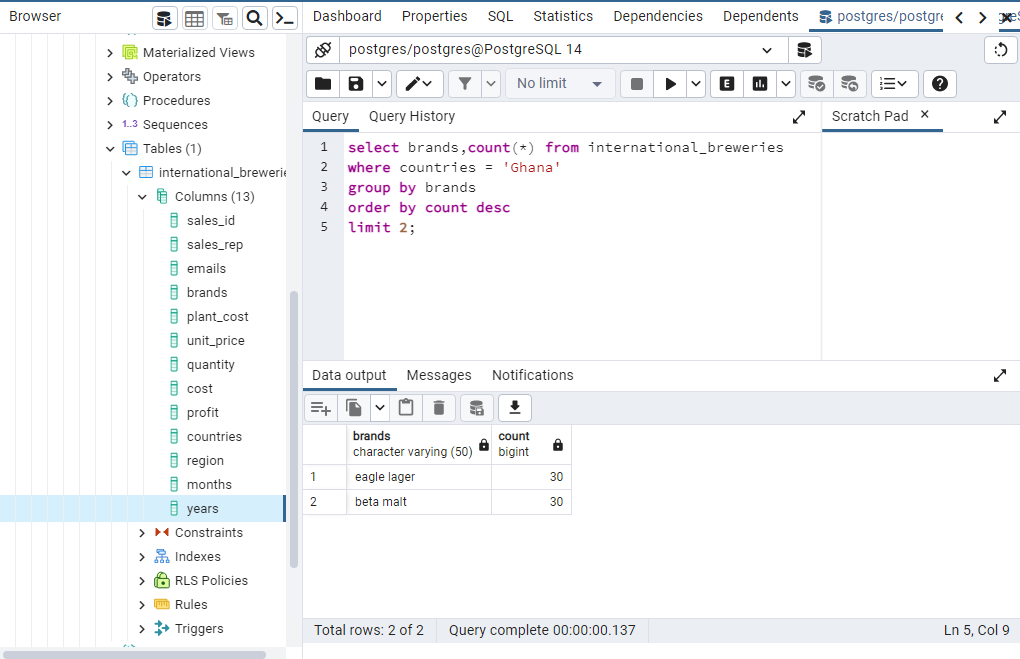 Browser
Dashboard Properties SQL Statistics Dependencies Dependents postgres/postgre
postgres/postgres@PostgreSQL 14
No limit
E
Query Query History
Scratch Pad
1 select brands,count(*) from international_breweries
2 where countries = 'Ghana'
3 group by brands
4 order by count desc
5 limit 2;
Materialized Views
Operators
Procedures
1..3 Sequences
Tables (1)
international_brewerie
Columns (13)
sales_id
sales_rep
emails
brands
plant_cost
unit_price
quantity
cost
profit
countries
region
months
years
Constraints
Indexes
RLS Policies
Rules
Triggers
Data output Messages Notifications
brands count
character varying (50) bigint
1 eagle lager 30
2 beta malt 30
Total rows: 2 of 2 Query complete 00:00:00.137 Ln 5, Col 9